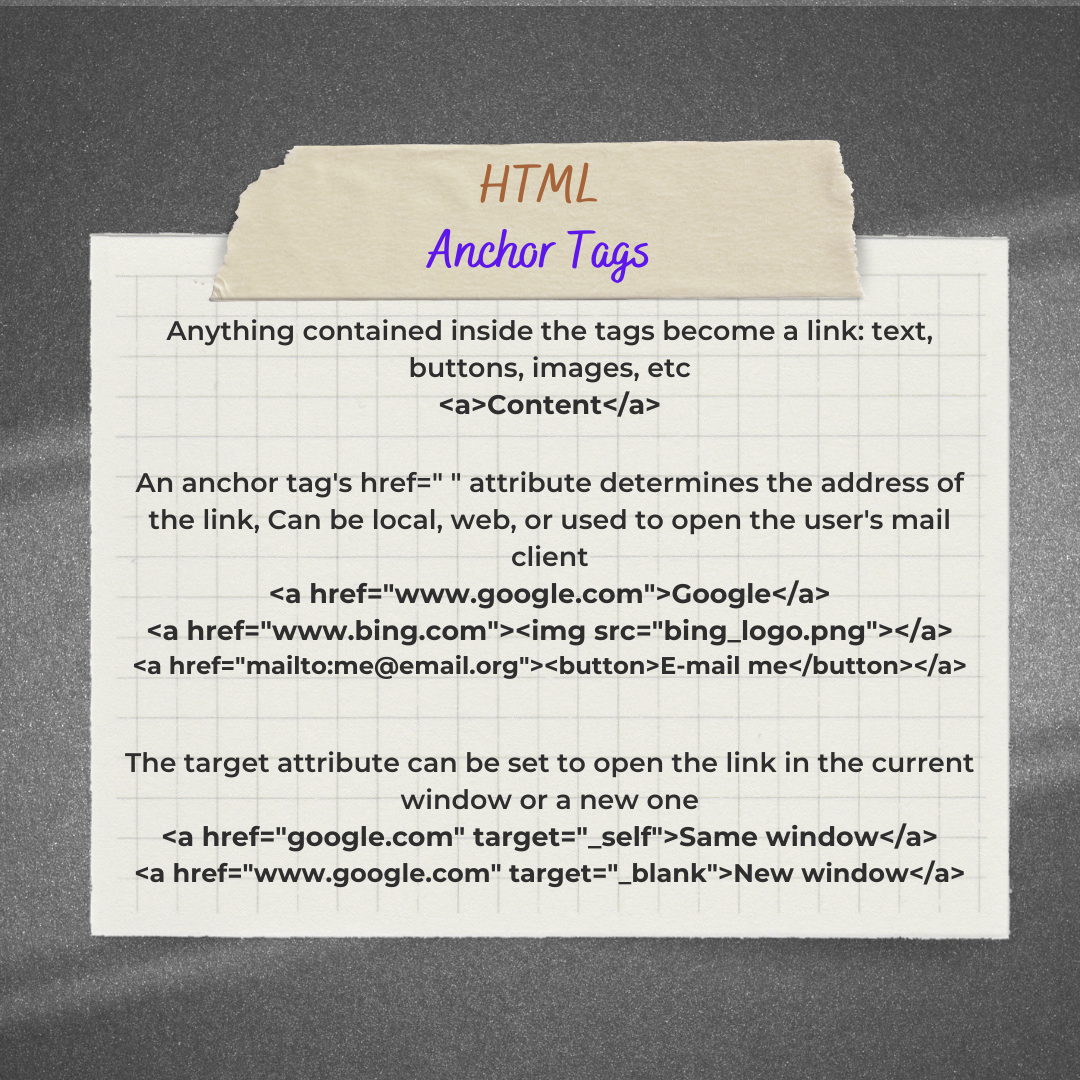 HTML
Anchor Tags
Anything contained inside the tags become a link: text,
buttons, images, etc
<a>Content</a>
An anchor tag's href=" " attribute determines the address of
the link, Can be local, web, or used to open the user's mail
client
<a href="www.google.com">Google</a>
<a href="www.bing.com"><img src="bing_logo.png"></a>
<a href="mailto:me@email.org"><button>E-mail me</button></a>
The target attribute can be set to open the link in the current
window or a new one
<a href="google.com" target="_self">Same window</a>
<a href="www.google.com" target="_blank">New window</a>